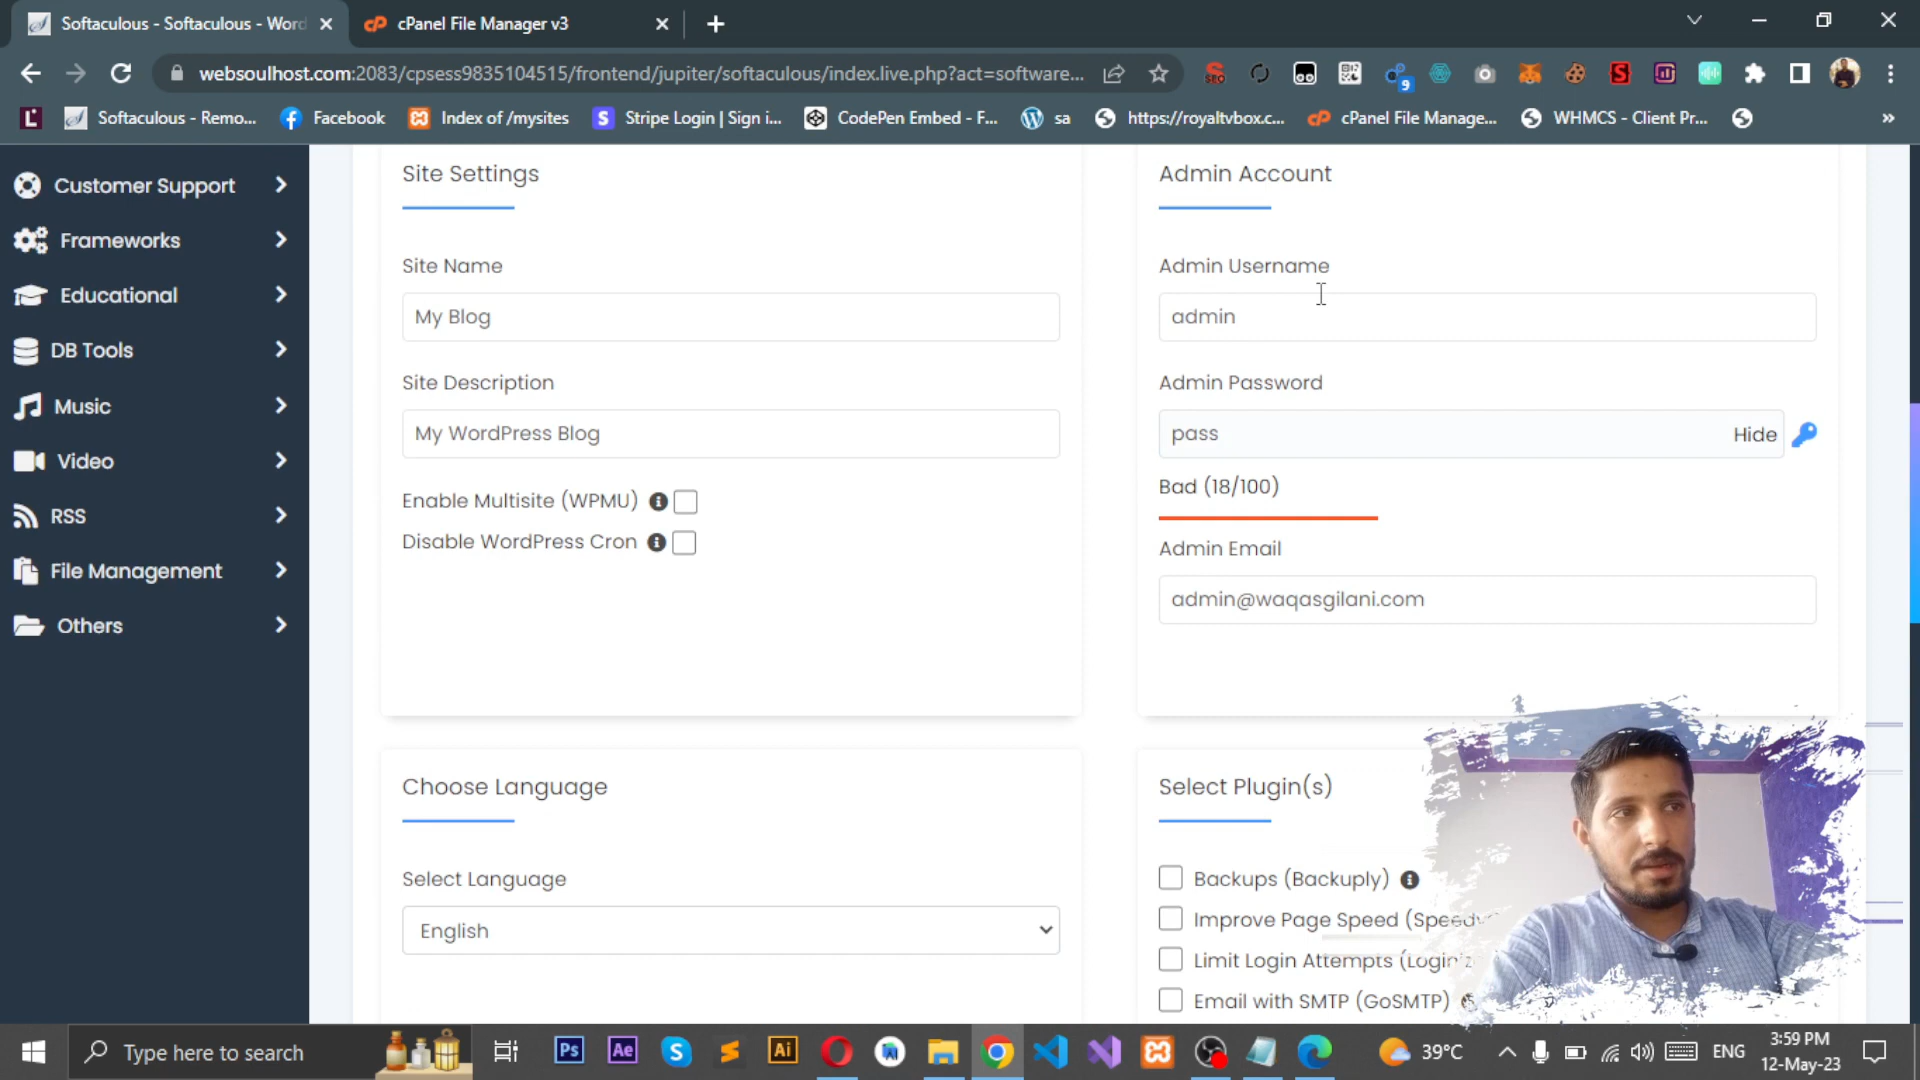 Softaculous - Softaculous - Word
cPanel File Manager v3
websoulhost.com:2083/cpsess9835104515/frontend/jupiter/softaculous/index.live.php?act=software...
SEO
9
Softaculous - Remo...
Facebook
Index of /mysites
Stripe Login | Sign i...
CodePen Embed - F...
sa
https://royaltvbox.c...
cPanel File Manage...
WHMCS - Client Pr...
Customer Support
Frameworks
Educational
DB Tools
Music
Video
RSS
File Management
Others
Site Settings
Site Name
My Blog
Site Description
My WordPress Blog
Enable Multisite (WPMU)
Disable WordPress Cron
Admin Account
Admin Username
admin
Admin Password
pass
Hide
Bad (18/100)
Admin Email
admin@waqasgilani.com
Choose Language
Select Language
English
Select Plugin(s)
Backups (Backuply)
Improve Page Speed
Limit Login Attempts
Email with SMTP (GoSMTP)
Type here to search
Ps
Ae
Ai
39°C
ENG
3:59 PM
12-May-23